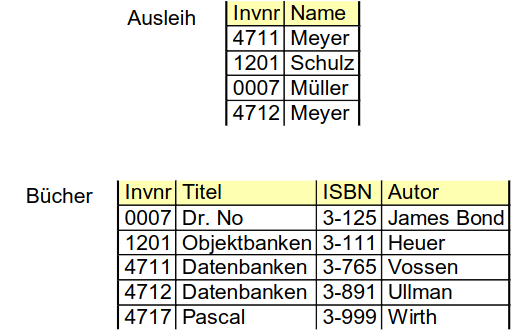 Ausleih
Invnr Name
4711 Meyer
1201 Schulz
0007 Müller
4712 Meyer
Bücher
Invnr Titel ISBN Autor
0007 Dr. No 3-125 James Bond
1201 Objektbanken 3-111 Heuer
4711 Datenbanken 3-765 Vossen
4712 Datenbanken 3-891 Ullman
4717 Pascal 3-999 Wirth